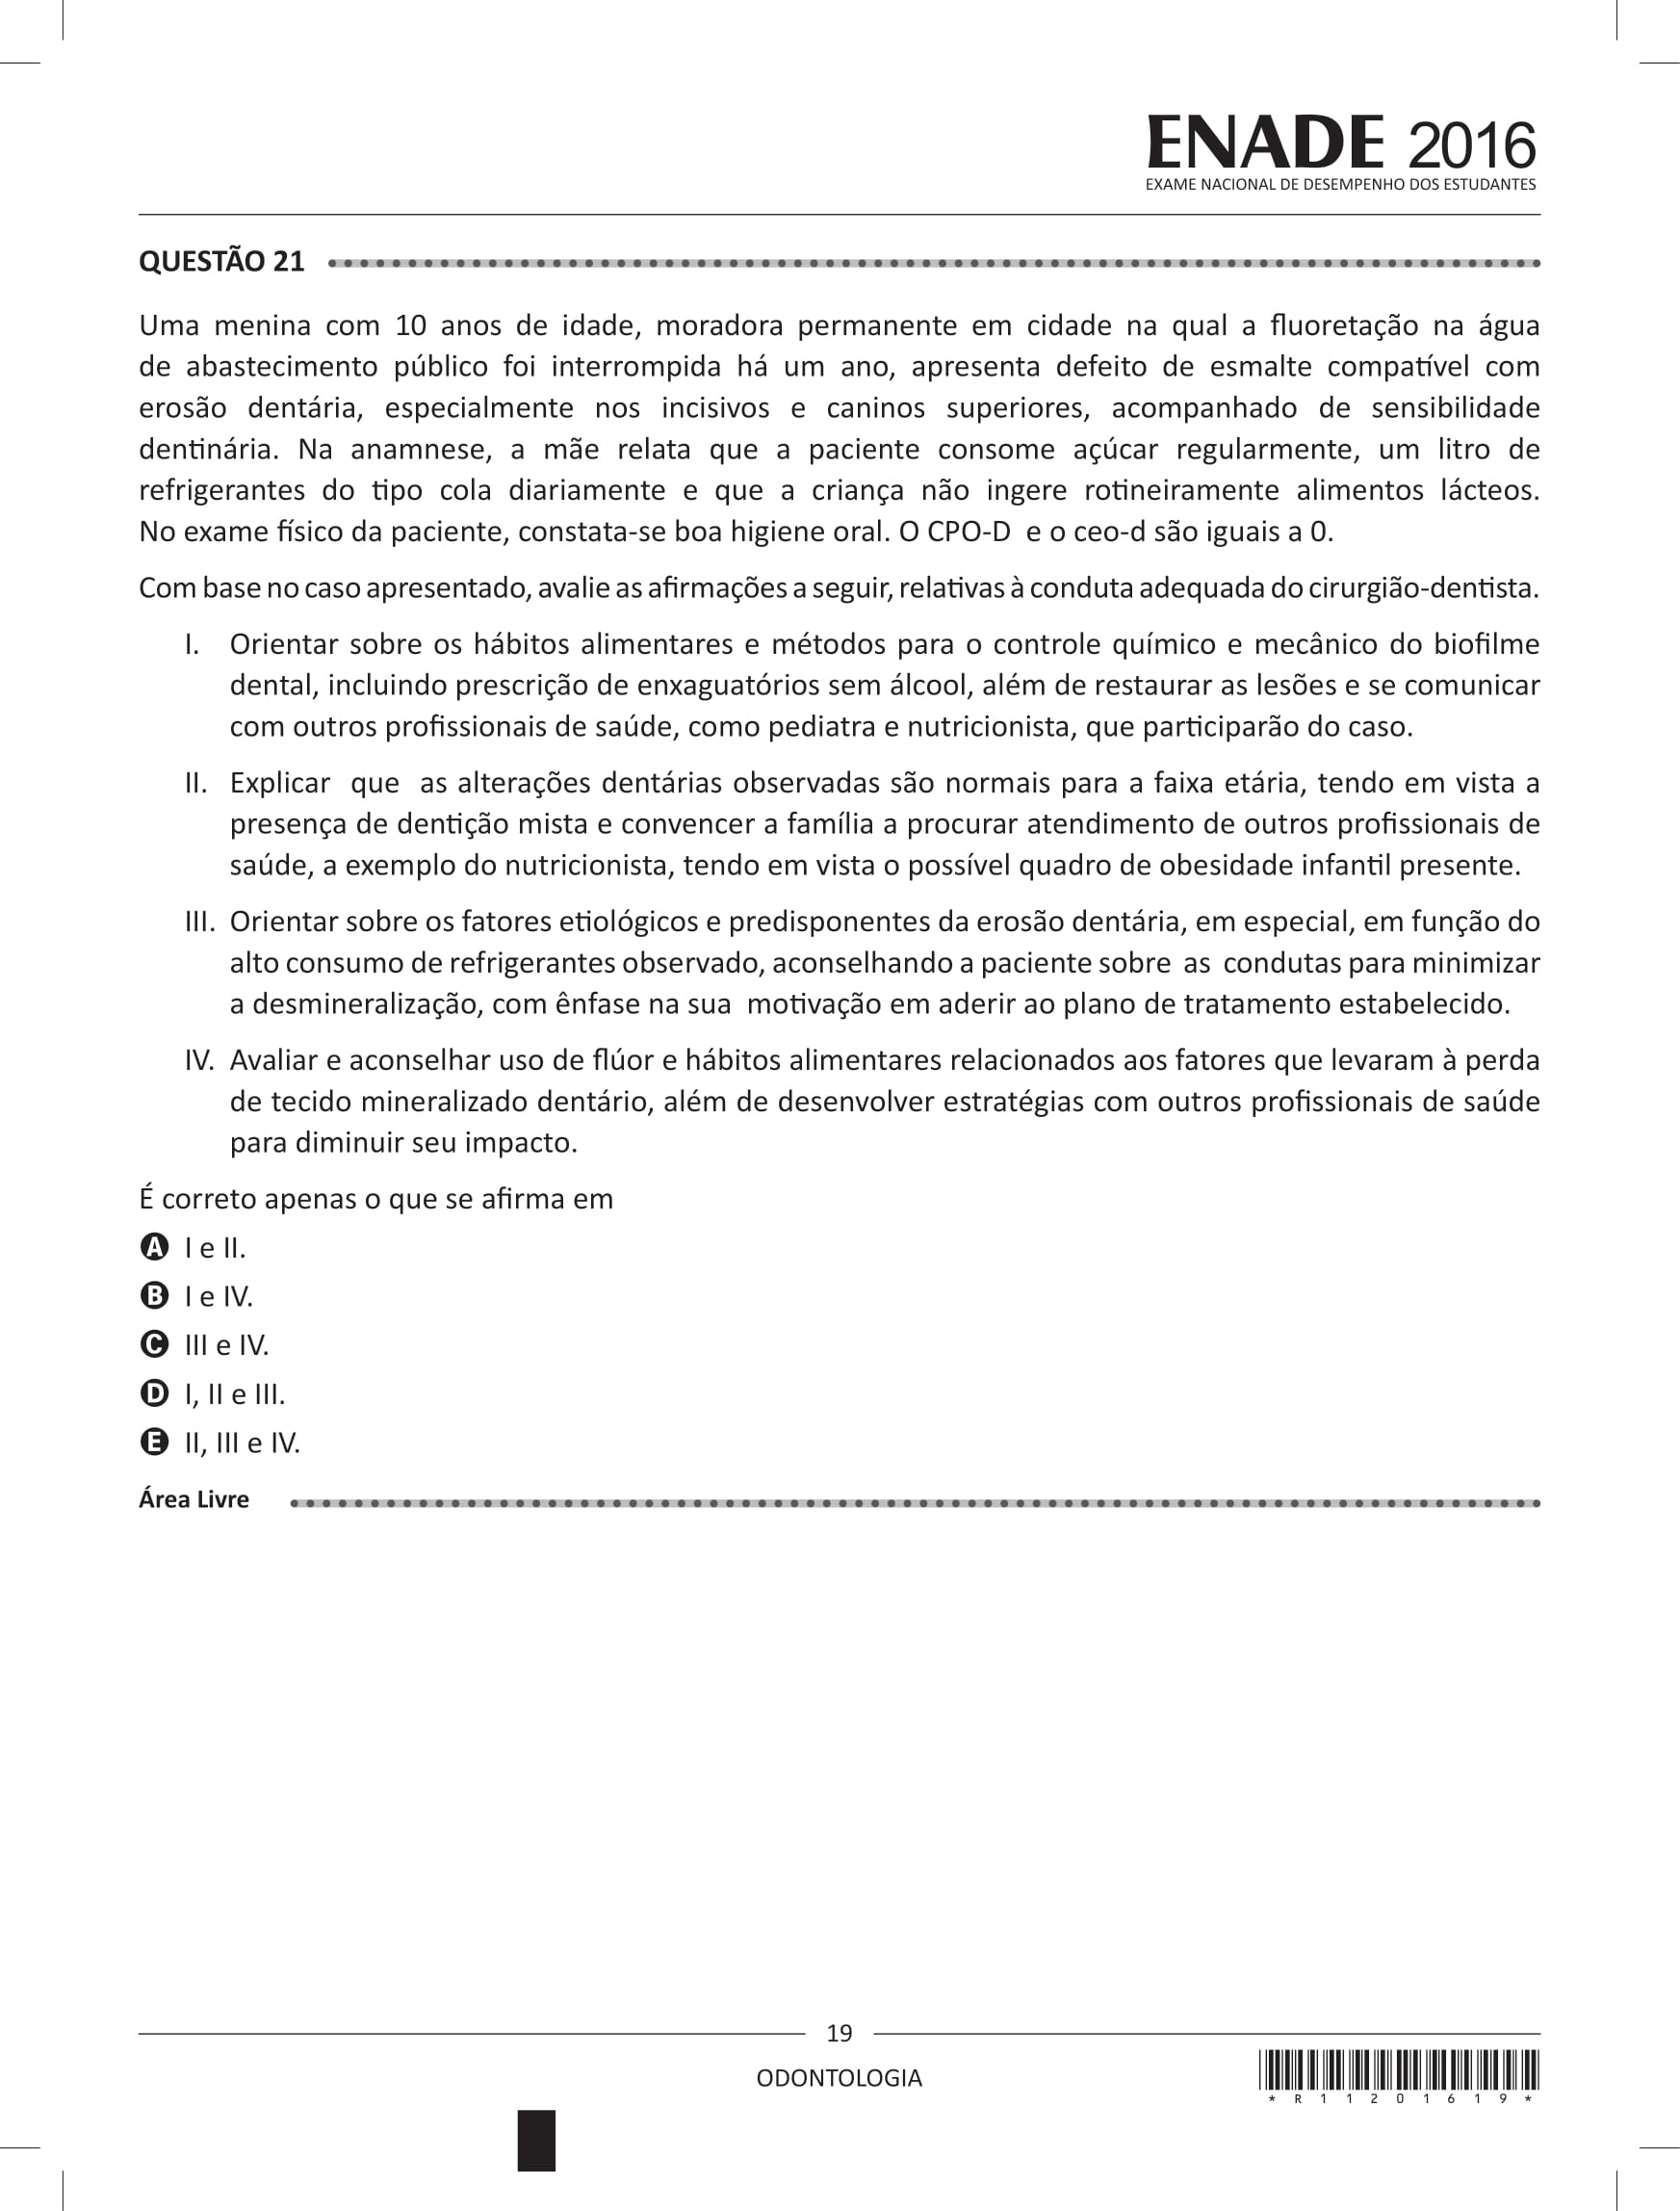 ENADE 2016
EXAME NACIONAL DE DESEMPENHO DOS ESTUDANTES
QUESTÃO 21
Uma menina com 10 anos de idade, moradora permanente em cidade na qual a fluoretação na água
de abastecimento público foi interrompida há um ano, apresenta defeito de esmalte compatível com
erosão dentária, especialmente nos incisivos e caninos superiores, acompanhado de sensibilidade
dentinária. Na anamnese, a mãe relata que a paciente consome açúcar regularmente, um litro de
refrigerantes do tipo cola diariamente e que a criança não ingere rotineiramente alimentos lácteos.
No exame físico da paciente, constata-se boa higiene oral. O CPO-D e o ceo-d são iguais a 0.
Com base no caso apresentado, avalie as afirmações a seguir, relativas à conduta adequada do cirurgião-dentista.
I. Orientar sobre os hábitos alimentares e métodos para o controle químico e mecânico do biofilme
dental, incluindo prescrição de enxaguatórios sem álcool, além de restaurar as lesões e se comunicar
com outros profissionais de saúde, como pediatra e nutricionista, que participarão do caso.
II. Explicar que as alterações dentárias observadas são normais para a faixa etária, tendo em vista a
presença de dentição mista e convencer a família a procurar atendimento de outros profissionais de
saúde, a exemplo do nutricionista, tendo em vista o possível quadro de obesidade infantil presente.
III. Orientar sobre os fatores etiológicos e predisponentes da erosão dentária, em especial, em função do
alto consumo de refrigerantes observado, aconselhando a paciente sobre as condutas para minimizar
a desmineralização, com ênfase na sua motivação em aderir ao plano de tratamento estabelecido.
IV. Avaliar e aconselhar uso de flúor e hábitos alimentares relacionados aos fatores que levaram à perda
de tecido mineralizado dentário, além de desenvolver estratégias com outros profissionais de saúde
para diminuir seu impacto.
É correto apenas o que se afirma em
A I e II.
B I e IV.
C III e IV.
D I, II e III.
E II, III e IV.
Área Livre
19
ODONTOLOGIA
* R 1 1 2 0 1 6 1 9 *